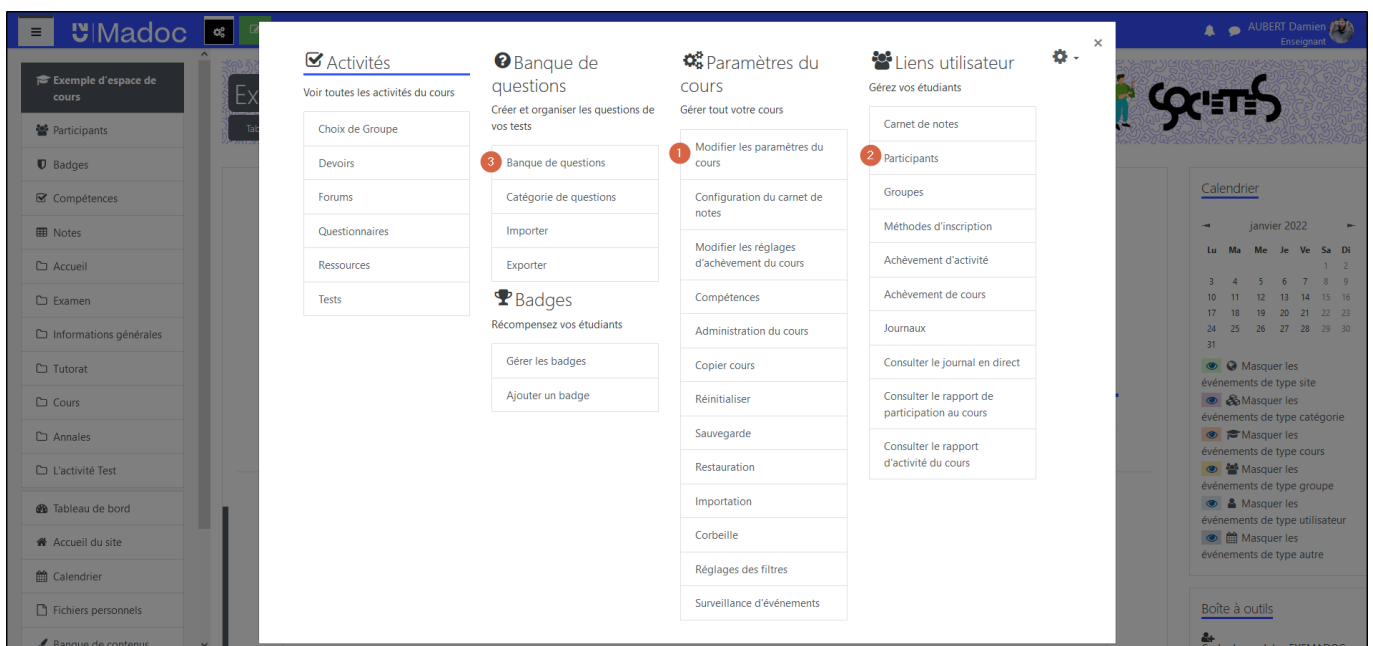 Madoc
AUBERT Damien
Enseignant
Exemple d'espace de
cours
Participants
Badges
Compétences
Notes
Accueil
Examen
Informations générales
Tutorat
Cours
Annales
L'activité Test
Tableau de bord
Accueil du site
Calendrier
Fichiers personnels
Banque de contenus
Ex
Tab
Activités
Voir toutes les activités du cours
Choix de Groupe
Devoirs
Forums
Questionnaires
Ressources
Tests
Banque de
questions
Créer et organiser les questions de
vos tests
3 Banque de questions
Catégorie de questions
Importer
Exporter
Badges
Récompensez vos étudiants
Gérer les badges
Ajouter un badge
Paramètres du
cours
Gérer tout votre cours
1 Modifier les paramètres du
cours
Configuration du carnet de
notes
Modifier les réglages
d'achèvement du cours
Compétences
Administration du cours
Copier cours
Réinitialiser
Sauvegarde
Restauration
Importation
Corbeille
Réglages des filtres
Surveillance d'événements
Liens utilisateur
Gérez vos étudiants
Carnet de notes
2 Participants
Groupes
Méthodes d'inscription
Achèvement d'activité
Achèvement de cours
Journaux
Consulter le journal en direct
Consulter le rapport de
participation au cours
Consulter le rapport
d'activité du cours
×
SOCIETES
Calendrier
janvier 2022
Lu Ma Me Je Ve Sa Di
1 2
3 4 5 6 7 8 9
10 11 12 13 14 15 16
17 18 19 20 21 22 23
24 25 26 27 28 29 30
31
Masquer les
événements de type site
Masquer les
événements de type catégorie
Masquer les
événements de type cours
Masquer les
événements de type groupe
Masquer les
événements de type utilisateur
Masquer les
événements de type autre
Boîte à outils